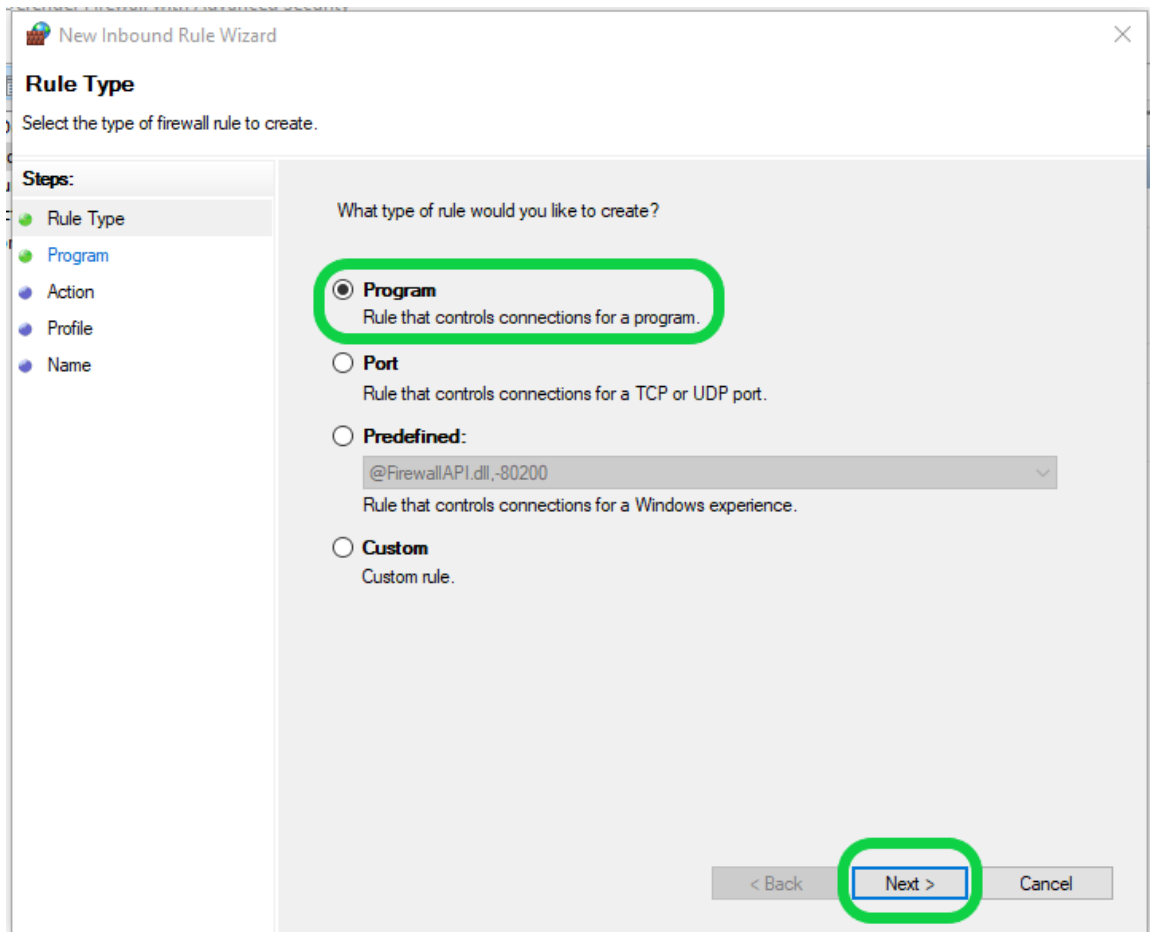 New Inbound Rule Wizard
Rule Type
Select the type of firewall rule to create.
Steps:
Rule Type
Program
Action
Profile
Name
What type of rule would you like to create?
Program
Rule that controls connections for a program.
Port
Rule that controls connections for a TCP or UDP port.
Predefined:
@FirewallAPI.dll,-80200
Rule that controls connections for a Windows experience.
Custom
Custom rule.
< Back
Next >
Cancel